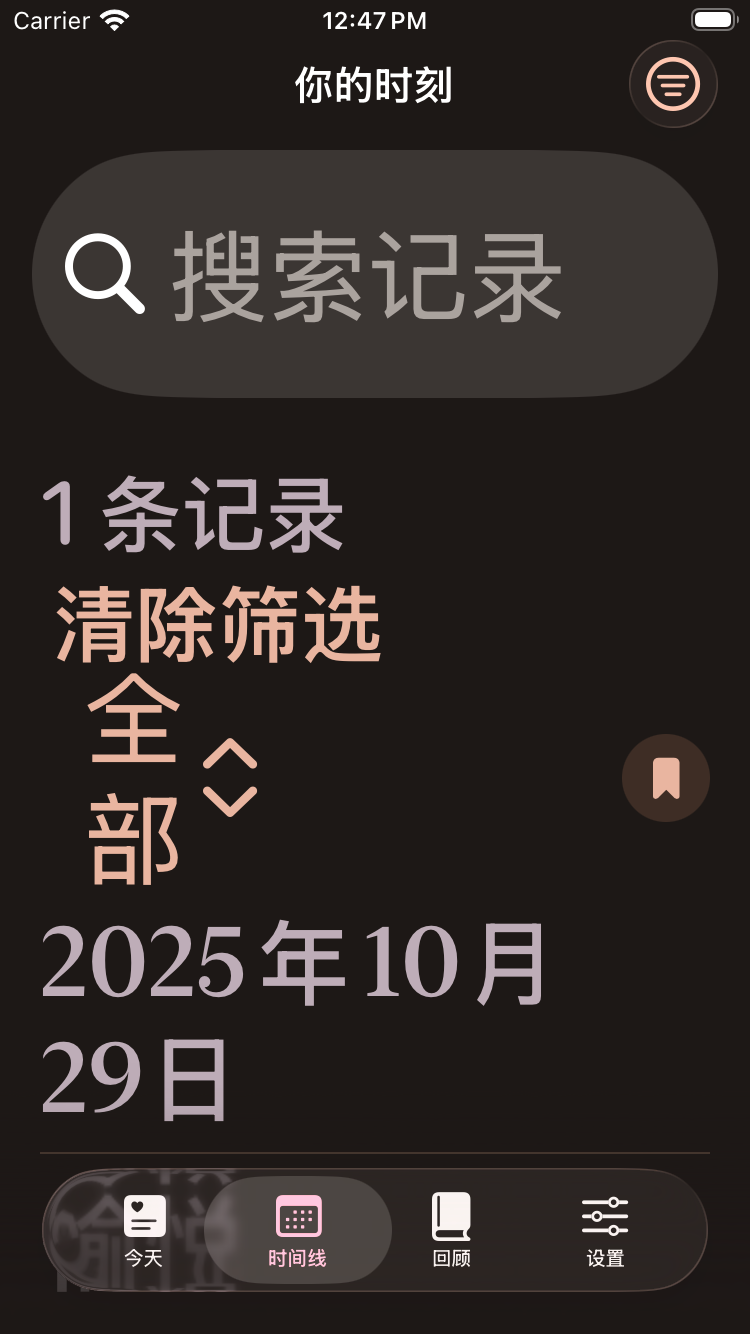 Carrier
12:47 PM
你的时刻
搜索记录
1 条记录
清除筛选
全
部
2025年10月
29日
今天
时间线
回顾
设置